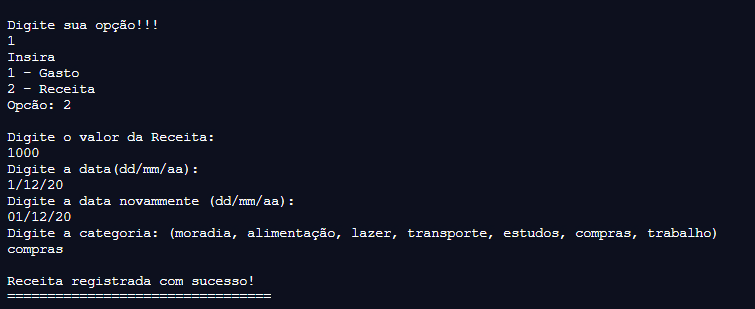 Digite sua opção!!!
1
Insira
1 - Gasto
2 - Receita
Opcão: 2
Digite o valor da Receita:
1000
Digite a data(dd/mm/aa):
1/12/20
Digite a data novammente (dd/mm/aa):
01/12/20
Digite a categoria: (moradia, alimentação, lazer, transporte, estudos, compras, trabalho)
compras
Receita registrada com sucesso!
=================================